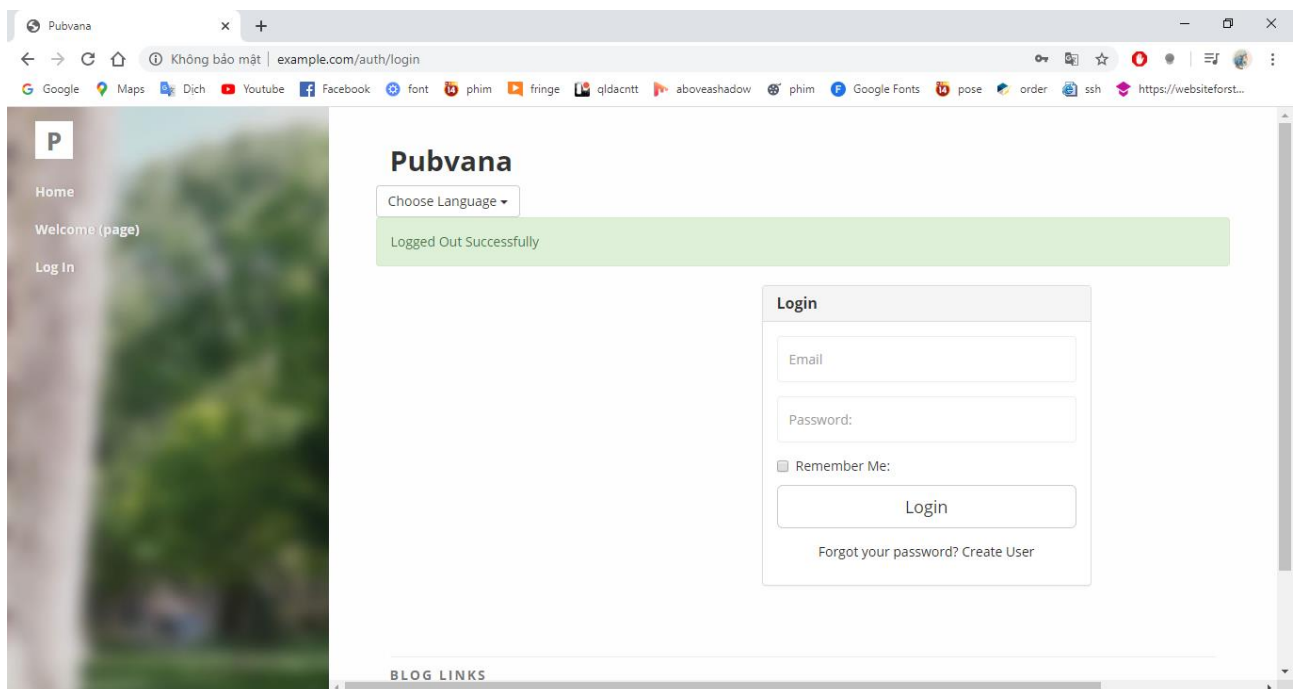 Pubvana
Không bảo mật | example.com/auth/login
Google Maps Dịch Youtube Facebook font phim fringe qldacntt aboveashadow phim Google Fonts pose order ssh https://websiteforst...
P
Home
Welcome (page)
Log In
Pubvana
Choose Language
Logged Out Successfully
Login
Email
Password:
Remember Me:
Login
Forgot your password? Create User
BLOG LINKS